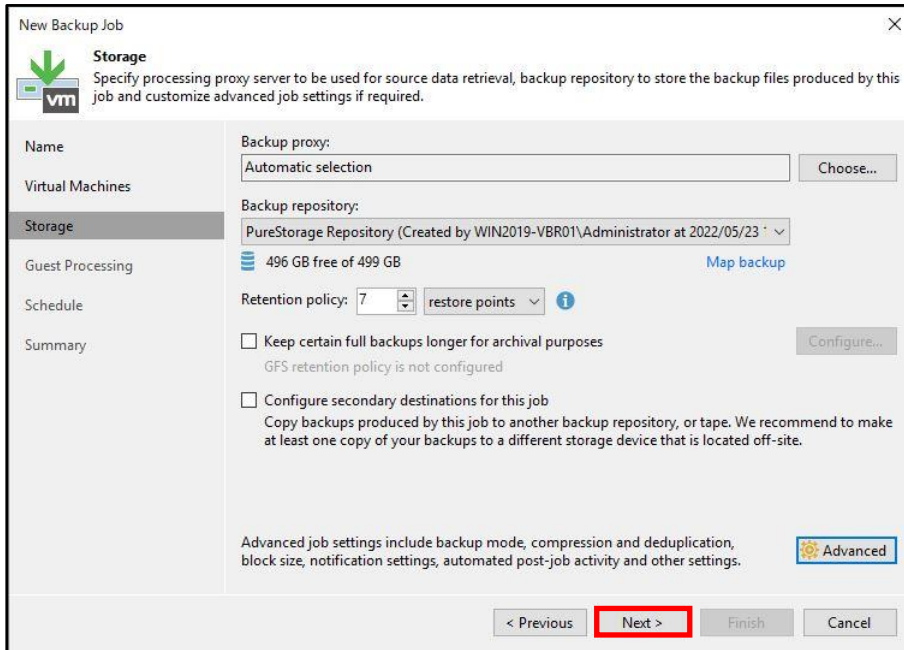 New Backup Job
Storage
Specify processing proxy server to be used for source data retrieval, backup repository to store the backup files produced by this
job and customize advanced job settings if required.
vm
Name
Virtual Machines
Storage
Guest Processing
Schedule
Summary
Backup proxy:
Automatic selection
Choose...
Backup repository:
PureStorage Repository (Created by WIN2019-VBR01\Administrator at 2022/05/23
496 GB free of 499 GB
Map backup
Retention policy: 7 restore points
Keep certain full backups longer for archival purposes
Configure...
GFS retention policy is not configured
Configure secondary destinations for this job
Copy backups produced by this job to another backup repository, or tape. We recommend to make
at least one copy of your backups to a different storage device that is located off-site.
Advanced job settings include backup mode, compression and deduplication,
block size, notification settings, automated post-job activity and other settings.
Advanced
< Previous
Next >
Finish
Cancel